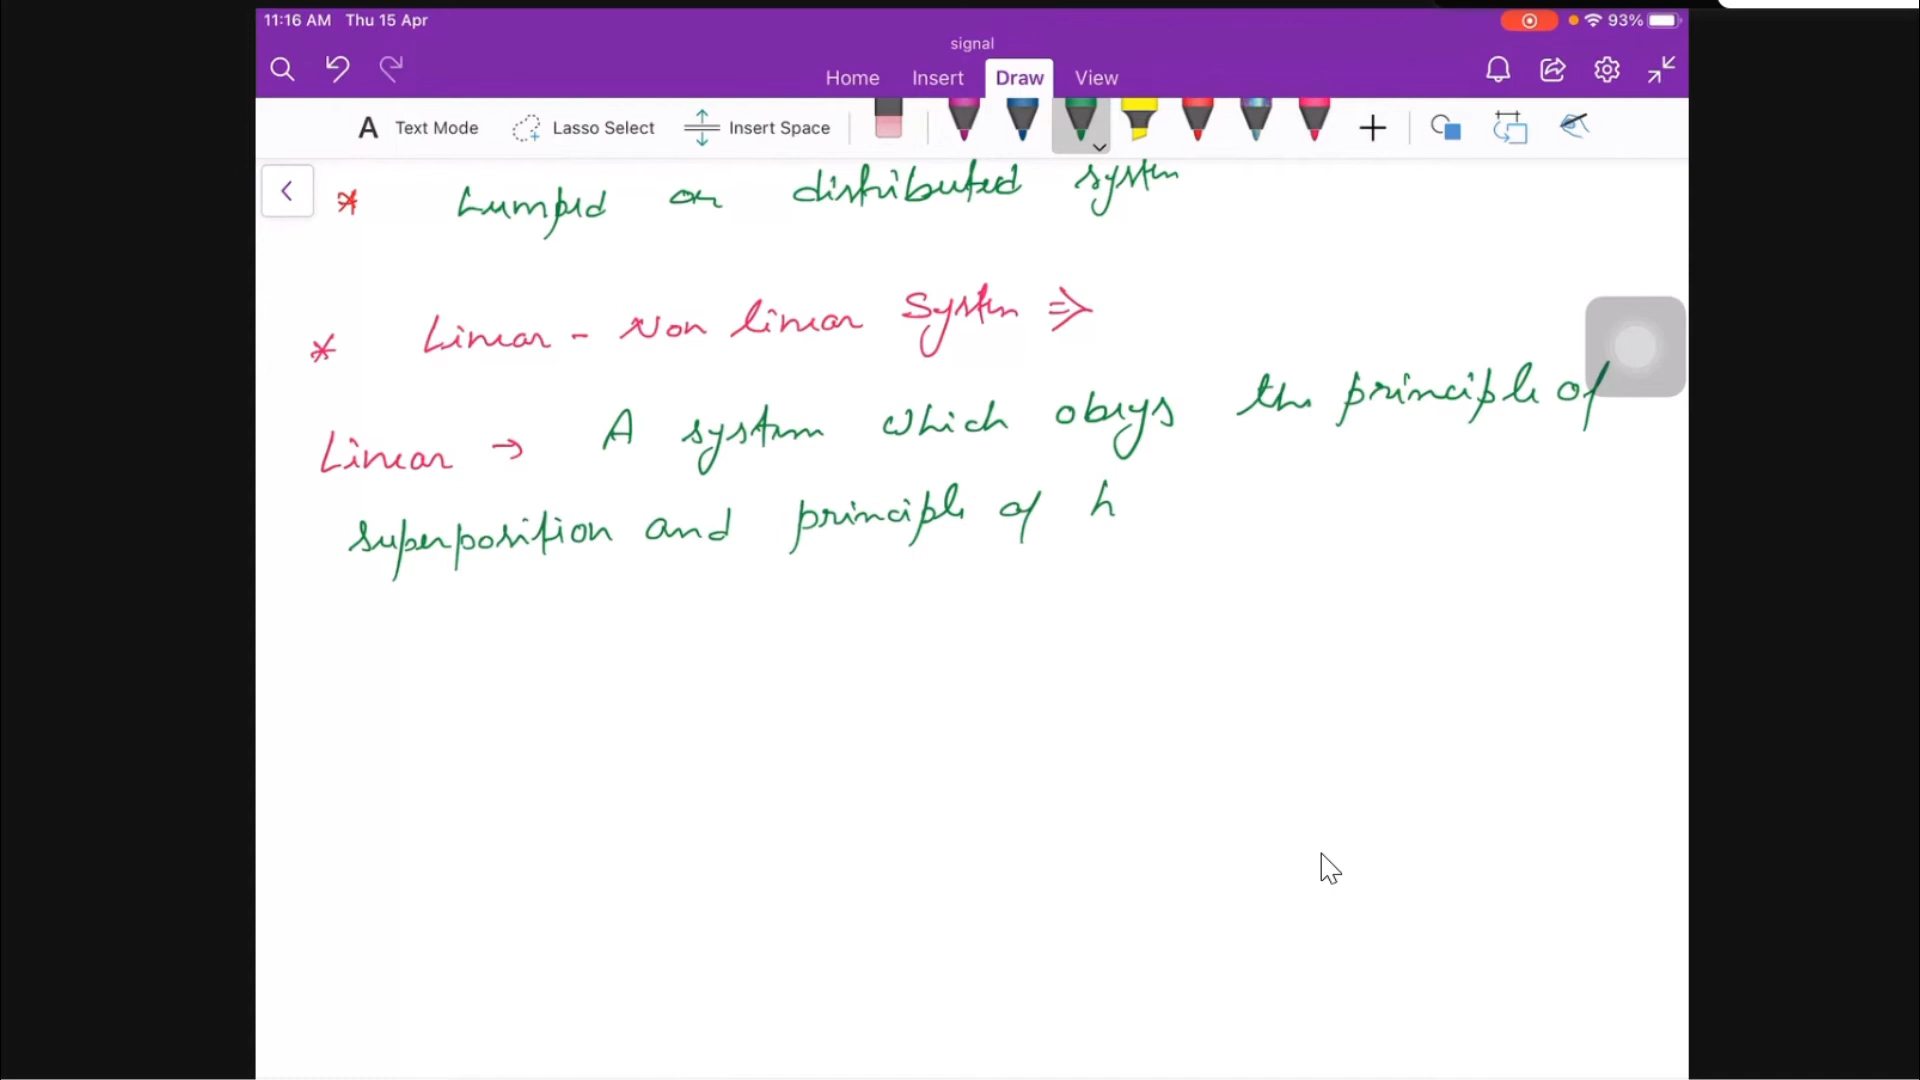 11:16 AM Thu 15 Apr
93%
signal
Home Insert Draw View
A Text Mode Lasso Select Insert Space
* Lumped or distributed system
* Linear - Non linear System ⇒
Linear → A system which obeys the principle of
superposition and principle of h